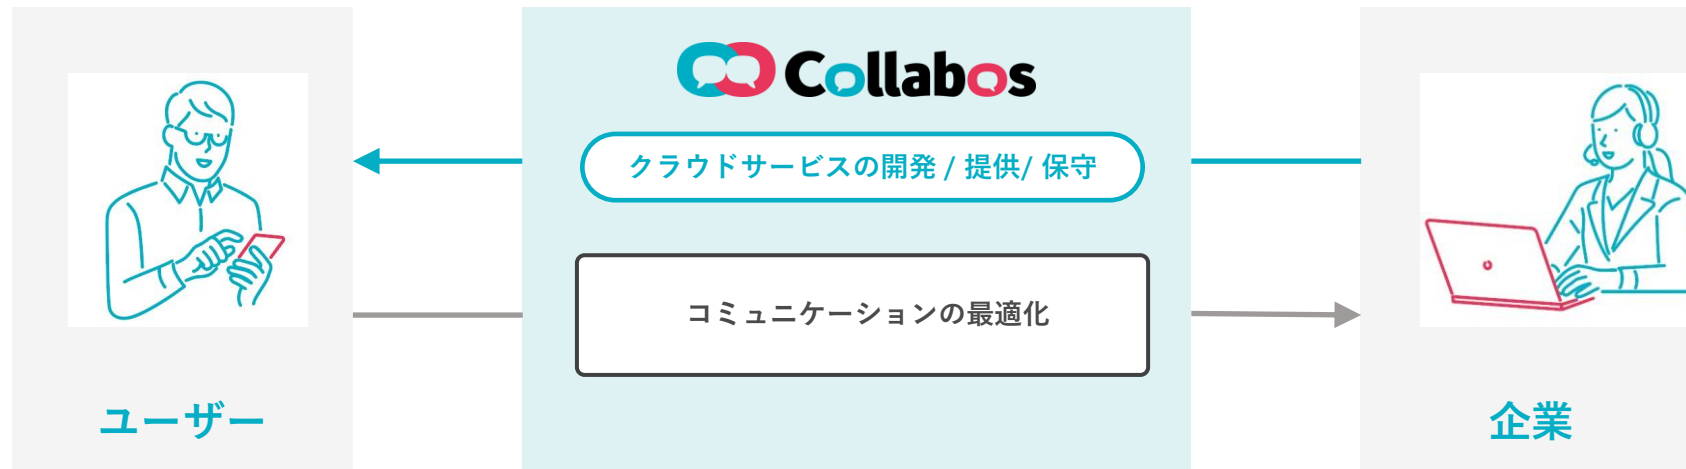 Collabos
クラウドサービスの開発 / 提供/ 保守
コミュニケーションの最適化
ユーザー
企業